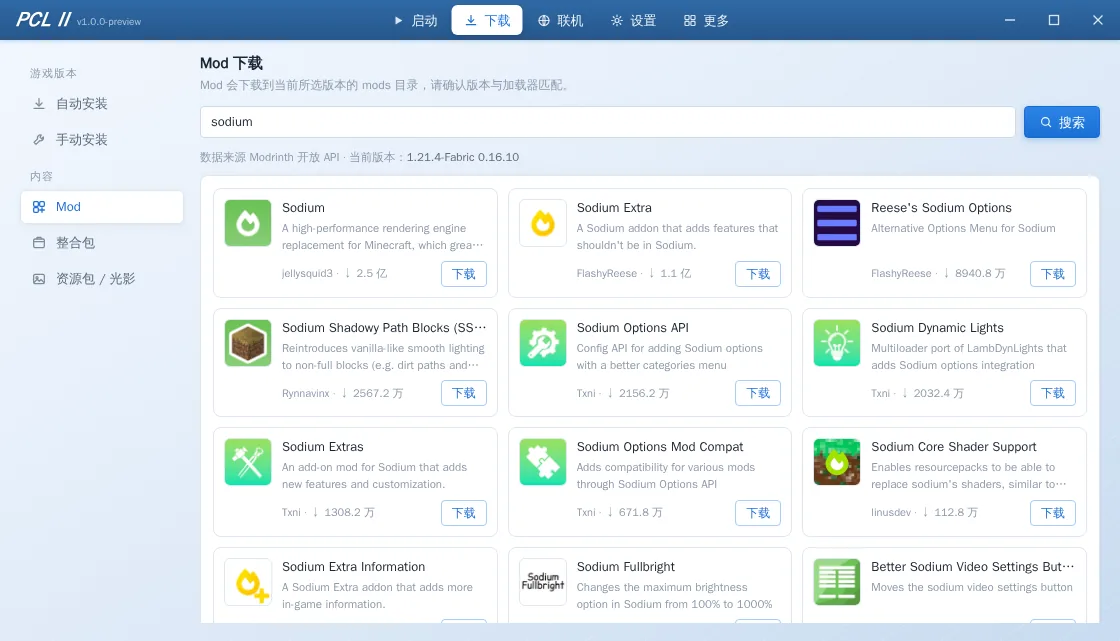 PCL II v1.0.0-preview
启动
下载
联机
设置
更多
游戏版本
自动安装
手动安装
内容
Mod
整合包
资源包 / 光影
Mod 下载
Mod 会下载到当前所选版本的 mods 目录，请确认版本与加载器匹配。
sodium
搜索
数据来源 Modrinth 开放 API · 当前版本：1.21.4-Fabric 0.16.10
Sodium
A high-performance rendering engine
replacement for Minecraft, which grea…
jellysquid3 · ↓ 2.5 亿
下载
Sodium Extra
A Sodium addon that adds features that
shouldn't be in Sodium.
FlashyReese · ↓ 1.1 亿
下载
Reese's Sodium Options
Alternative Options Menu for Sodium
FlashyReese · ↓ 8940.8 万
下载
Sodium Shadowy Path Blocks (SS…
Reintroduces vanilla-like smooth lighting
to non-full blocks (e.g. dirt paths and…
Rynnavinx · ↓ 2567.2 万
下载
Sodium Options API
Config API for adding Sodium options
with a better categories menu
Txni · ↓ 2156.2 万
下载
Sodium Dynamic Lights
Multiloader port of LambDynLights that
adds Sodium options integration
Txni · ↓ 2032.4 万
下载
Sodium Extras
An add-on mod for Sodium that adds
new features and customization.
Txni · ↓ 1308.2 万
下载
Sodium Options Mod Compat
Adds compatibility for various mods
through Sodium Options API
Txni · ↓ 671.8 万
下载
Sodium Core Shader Support
Enables resourcepacks to be able to
replace sodium's shaders, similar to…
linusdev · ↓ 112.8 万
下载
Sodium Extra Information
A Sodium Extra addon that adds more
in-game information.
Sodium
Fullbright
Sodium Fullbright
Changes the maximum brightness
option in Sodium from 100% to 1000%
Better Sodium Video Settings But…
Moves the sodium video settings button